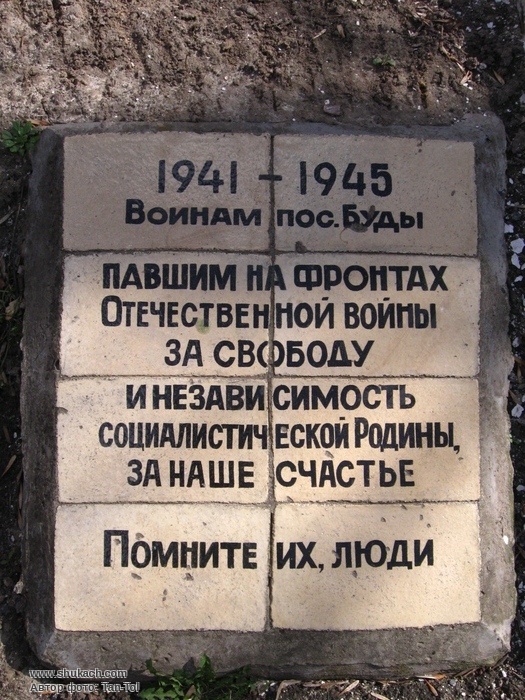 1941 – 1945
Воинам пос. Буды
павшим на фронтах
Отечественной войны
за свободу
и независимость
социалистической Родины,
за наше счастье
Помните их, люди
www.shukach.com
Автор фото: Tan-Tol